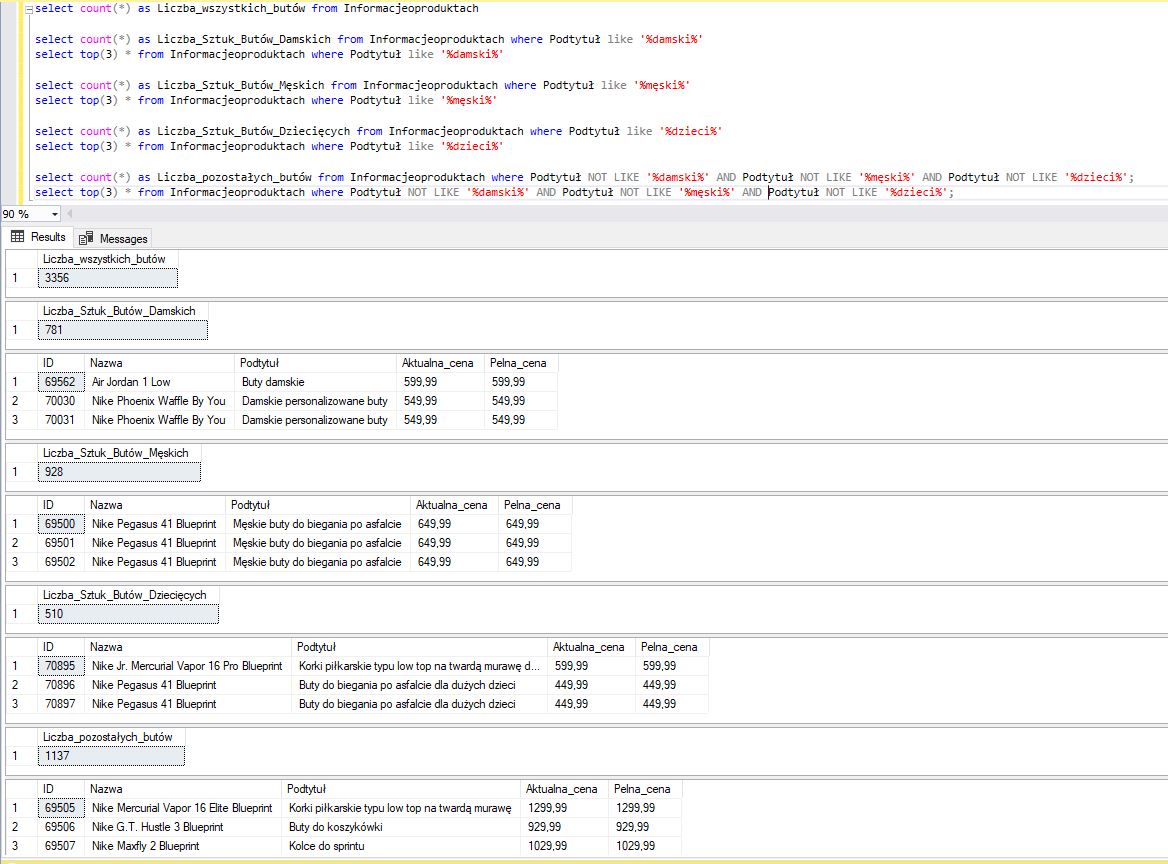 select count(*) as Liczba_wszystkich_butów from Informacjeoproduktach
select count(*) as Liczba_Sztuk_Butów_Damskich from Informacjeoproduktach where Podtytuł like '%damski%'
select top(3) * from Informacjeoproduktach where Podtytuł like '%damski%'
select count(*) as Liczba_Sztuk_Butów_Męskich from Informacjeoproduktach where Podtytuł like '%męski%'
select top(3) * from Informacjeoproduktach where Podtytuł like '%męski%'
select count(*) as Liczba_Sztuk_Butów_Dziecięcych from Informacjeoproduktach where Podtytuł like '%dzieci%'
select top(3) * from Informacjeoproduktach where Podtytuł like '%dzieci%'
select count(*) as Liczba_pozostałych_butów from Informacjeoproduktach where Podtytuł NOT LIKE '%damski%' AND Podtytuł NOT LIKE '%męski%' AND Podtytuł NOT LIKE '%dzieci%';
select top(3) * from Informacjeoproduktach where Podtytuł NOT LIKE '%damski%' AND Podtytuł NOT LIKE '%męski%' AND Podtytuł NOT LIKE '%dzieci%';
90 %
Results Messages
Liczba_wszystkich_butów
1 3356
Liczba_Sztuk_Butów_Damskich
1 781
ID Nazwa Podtytuł Aktualna_cena Pelna_cena
1 69562 Air Jordan 1 Low Buty damskie 599,99 599,99
2 70030 Nike Phoenix Waffle By You Damskie personalizowane buty 549,99 549,99
3 70031 Nike Phoenix Waffle By You Damskie personalizowane buty 549,99 549,99
Liczba_Sztuk_Butów_Męskich
1 928
ID Nazwa Podtytuł Aktualna_cena Pelna_cena
1 69500 Nike Pegasus 41 Blueprint Męskie buty do biegania po asfalcie 649,99 649,99
2 69501 Nike Pegasus 41 Blueprint Męskie buty do biegania po asfalcie 649,99 649,99
3 69502 Nike Pegasus 41 Blueprint Męskie buty do biegania po asfalcie 649,99 649,99
Liczba_Sztuk_Butów_Dziecięcych
1 510
ID Nazwa Podtytuł Aktualna_cena Pelna_cena
1 70895 Nike Jr. Mercurial Vapor 16 Pro Blueprint Korki piłkarskie typu low top na twardą murawę d... 599,99 599,99
2 70896 Nike Pegasus 41 Blueprint Buty do biegania po asfalcie dla dużych dzieci 449,99 449,99
3 70897 Nike Pegasus 41 Blueprint Buty do biegania po asfalcie dla dużych dzieci 449,99 449,99
Liczba_pozostałych_butów
1 1137
ID Nazwa Podtytuł Aktualna_cena Pelna_cena
1 69505 Nike Mercurial Vapor 16 Elite Blueprint Korki piłkarskie typu low top na twardą murawę 1299,99 1299,99
2 69506 Nike G.T. Hustle 3 Blueprint Buty do koszykówki 929,99 929,99
3 69507 Nike Maxfly 2 Blueprint Kolce do sprintu 1029,99 1029,99